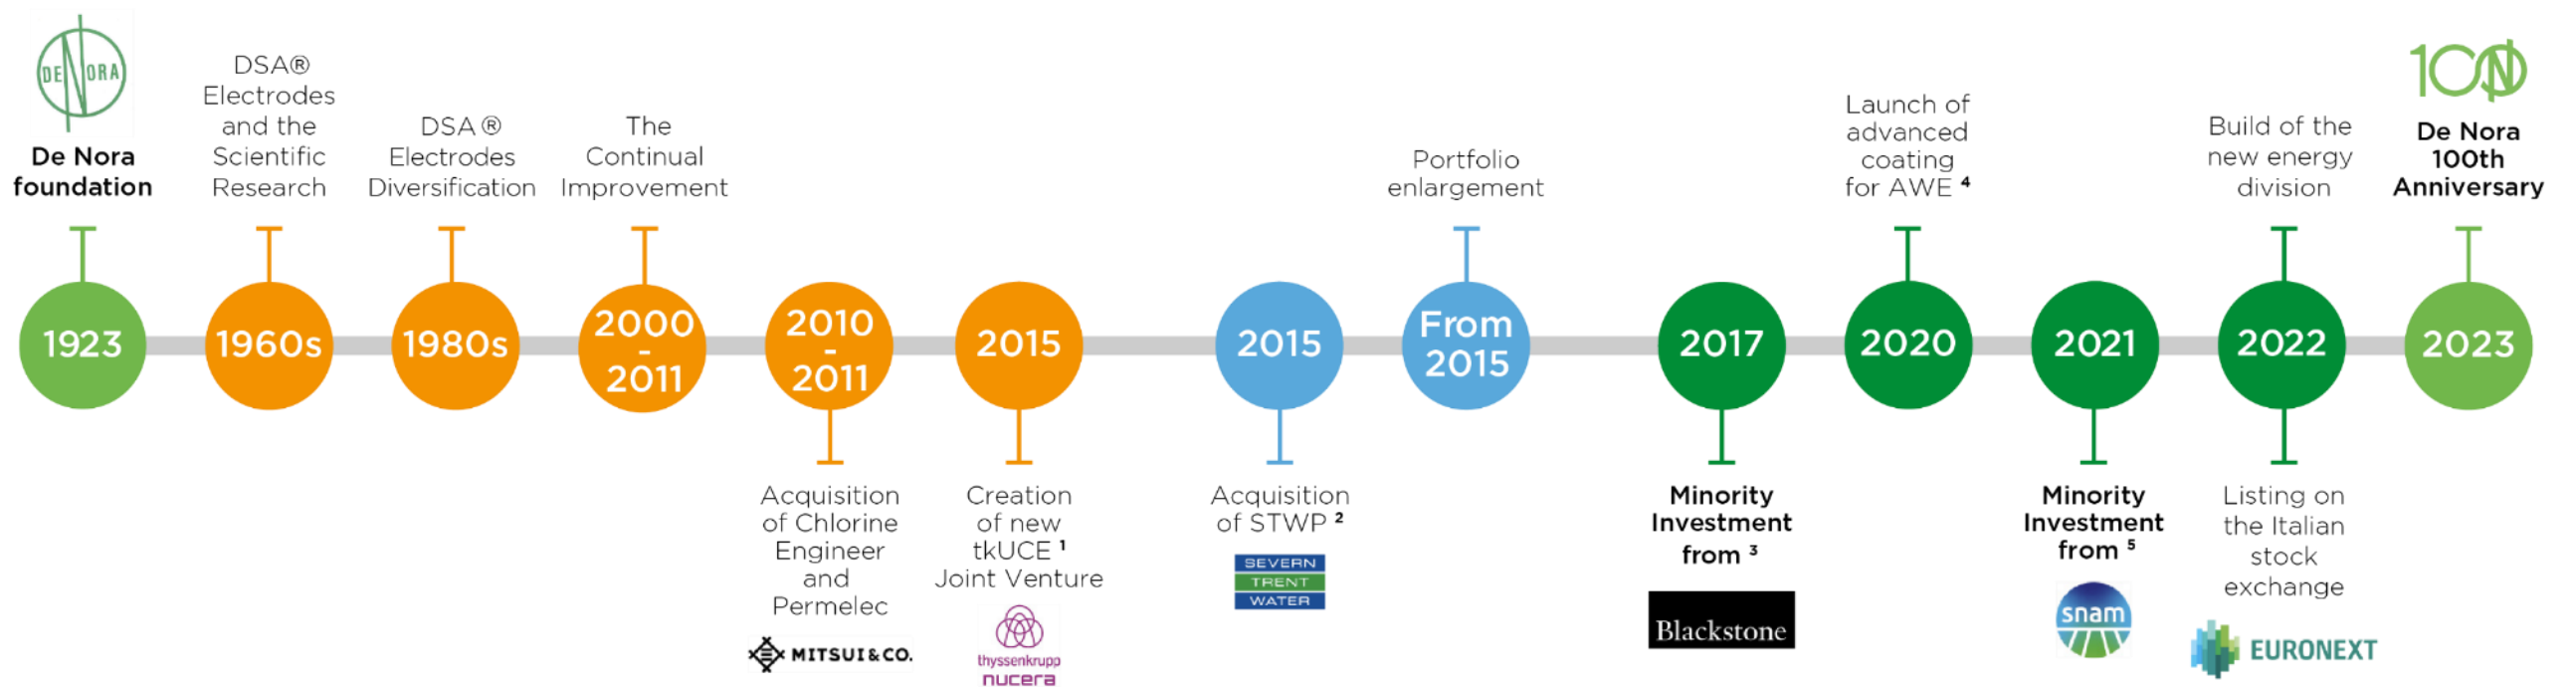 DE NORA
De Nora
foundation
1923
DSA®
Electrodes
and the
Scientific
Research
1960s
DSA ®
Electrodes
Diversification
1980s
The
Continual
Improvement
2000
-
2011
2010
-
2011
Acquisition
of Chlorine
Engineer
and
Permelec
MITSUI & CO.
2015
Creation
of new
tkUCE 1
Joint Venture
thyssenkrupp
nucera
2015
Acquisition
of STWP 2
SEVERN
TRENT
WATER
Portfolio
enlargement
From
2015
2017
Minority
Investment
from 3
Blackstone
Launch of
advanced
coating
for AWE 4
2020
2021
Minority
Investment
from 5
snam
Build of the
new energy
division
2022
Listing on
the Italian
stock
exchange
EURONEXT
100
De Nora
100th
Anniversary
2023